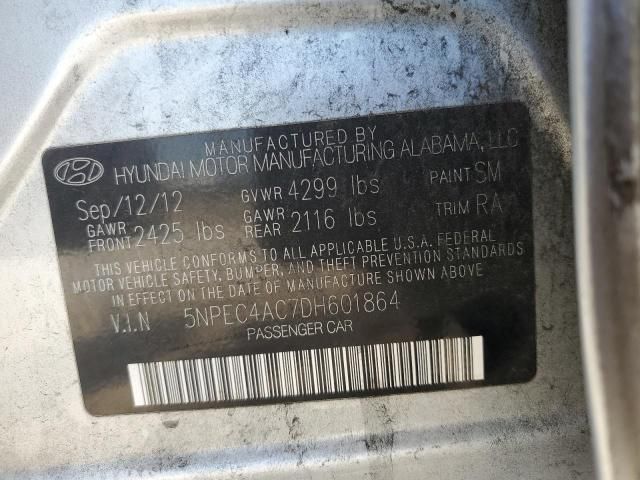 MANUFACTURED BY
HYUNDAI MOTOR MANUFACTURING ALABAMA, LLC
Sep/12/12 GVWR 4299 lbs PAINT SM
GAWR FRONT 2425 lbs GAWR REAR 2116 lbs TRIM RA
THIS VEHICLE CONFORMS TO ALL APPLICABLE U.S.A. FEDERAL
MOTOR VEHICLE SAFETY, BUMPER, AND THEFT PREVENTION STANDARDS
IN EFFECT ON THE DATE OF MANUFACTURE SHOWN ABOVE
V.I.N 5NPEC4AC7DH601864
PASSENGER CAR